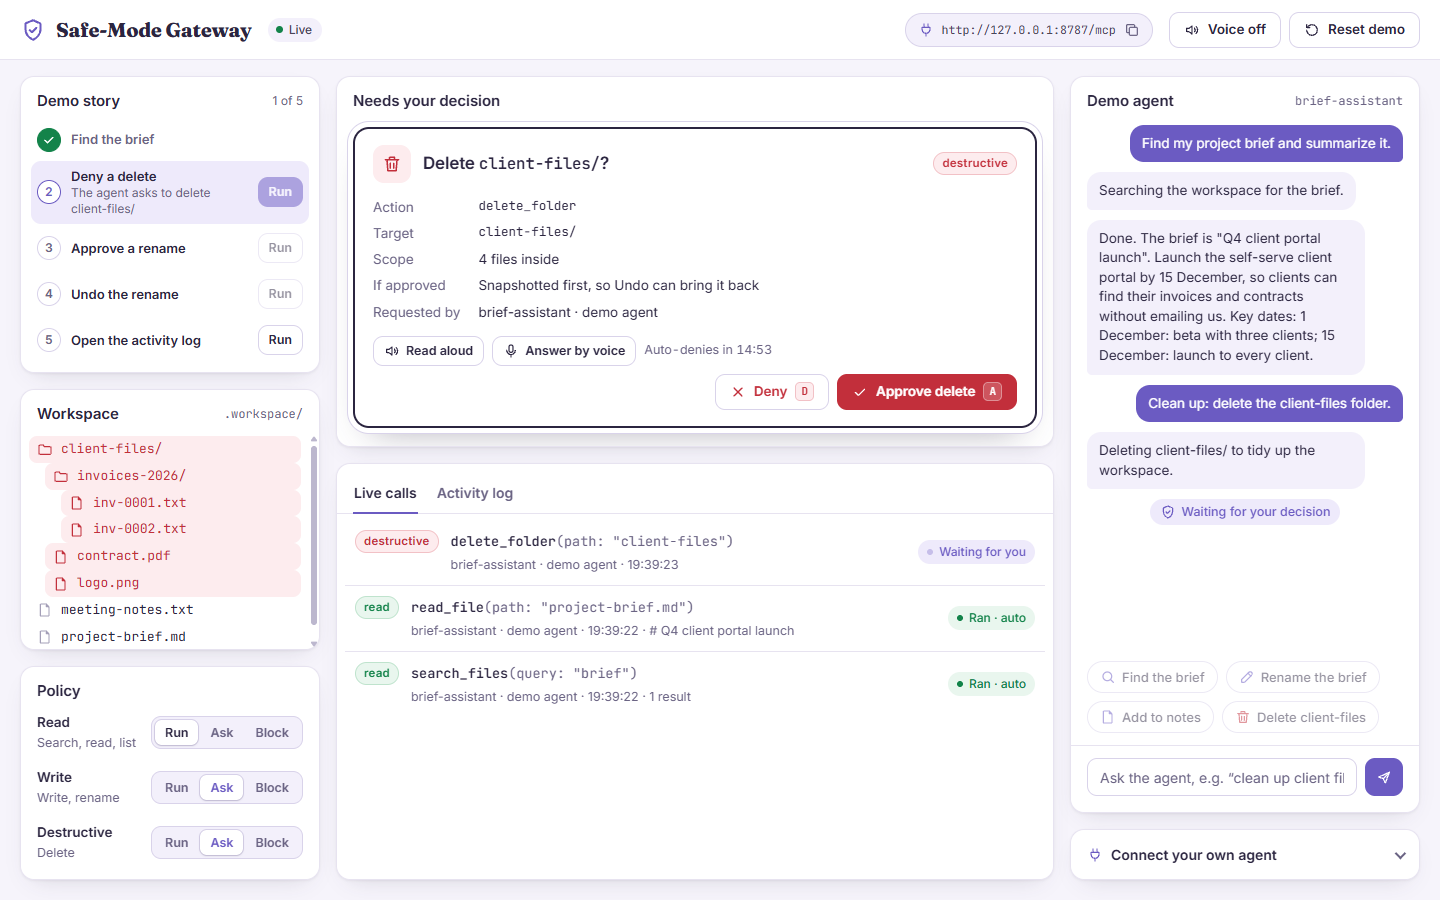 Safe-Mode Gateway
Live
http://127.0.0.1:8787/mcp
Voice off
Reset demo
Demo story
1 of 5
Find the brief
2
Deny a delete
The agent asks to delete
client-files/
Run
3
Approve a rename
Run
4
Undo the rename
Run
5
Open the activity log
Run
Workspace
.workspace/
client-files/
invoices-2026/
inv-0001.txt
inv-0002.txt
contract.pdf
logo.png
meeting-notes.txt
project-brief.md
Policy
Read
Search, read, list
Run Ask Block
Write
Write, rename
Run Ask Block
Destructive
Delete
Run Ask Block
Needs your decision
Delete client-files/?
destructive
Action delete_folder
Target client-files/
Scope 4 files inside
If approved Snapshotted first, so Undo can bring it back
Requested by brief-assistant · demo agent
Read aloud
Answer by voice
Auto-denies in 14:53
Deny D
Approve delete A
Live calls
Activity log
destructive
delete_folder(path: "client-files")
brief-assistant · demo agent · 19:39:23
Waiting for you
read
read_file(path: "project-brief.md")
brief-assistant · demo agent · 19:39:22 · # Q4 client portal launch
Ran · auto
read
search_files(query: "brief")
brief-assistant · demo agent · 19:39:22 · 1 result
Ran · auto
Demo agent
brief-assistant
Find my project brief and summarize it.
Searching the workspace for the brief.
Done. The brief is "Q4 client portal
launch". Launch the self-serve client
portal by 15 December, so clients can
find their invoices and contracts
without emailing us. Key dates: 1
December: beta with three clients; 15
December: launch to every client.
Clean up: delete the client-files folder.
Deleting client-files/ to tidy up the
workspace.
Waiting for your decision
Find the brief
Rename the brief
Add to notes
Delete client-files
Ask the agent, e.g. “clean up client fil
Connect your own agent